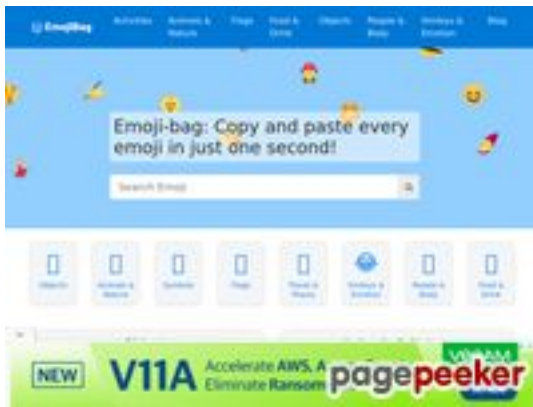 EmojiBag
Activities Animals & Nature Flags Food & Drink Objects People & Body Smileys & Emotion Blog
Emoji-bag: Copy and paste every
emoji in just one second!
Search Emoji
Objects Animals & Nature Symbols Flags Travel & Places Smileys & Emotion People & Body Food & Drink
NEW
V11A
Accelerate AWS, A
Eliminate Ransom
pagepeeker